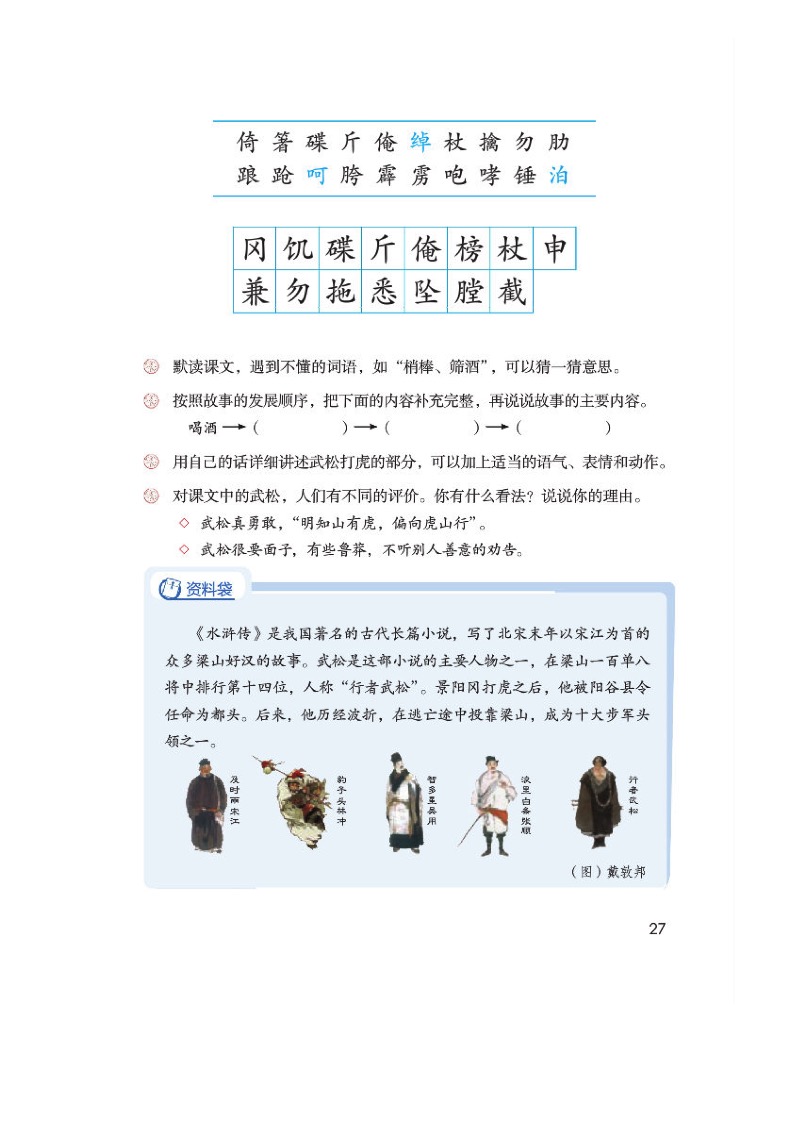 倚 箸 碟 斤 俺 绰 杖 擒 勿 肋
踉 跄 呵 胯 霹 雳 咆 哮 锤 泊
冈 饥 碟 斤 俺 榜 杖 申
兼 勿 拖 悉 坠 膛 截
默读课文，遇到不懂的词语，如“梢棒、筛酒”，可以猜一猜意思。
按照故事的发展顺序，把下面的内容补充完整，再说说故事的主要内容。
喝酒→（ ）→（ ）→（ ）
用自己的话详细讲述武松打虎的部分，可以加上适当的语气、表情和动作。
对课文中的武松，人们有不同的评价。你有什么看法？说说你的理由。
◇ 武松真勇敢，“明知山有虎，偏向虎山行”。
◇ 武松很要面子，有些鲁莽，不听别人善意的劝告。
资料袋
《水浒传》是我国著名的古代长篇小说，写了北宋末年以宋江为首的
众多梁山好汉的故事。武松是这部小说的主要人物之一，在梁山一百单八
将中排行第十四位，人称“行者武松”。景阳冈打虎之后，他被阳谷县令
任命为都头。后来，他历经波折，在逃亡途中投靠梁山，成为十大步军头
领之一。
及时雨宋江
豹子头林冲
智多星吴用
浪里白条张顺
行者武松
（图）戴敦邦
27